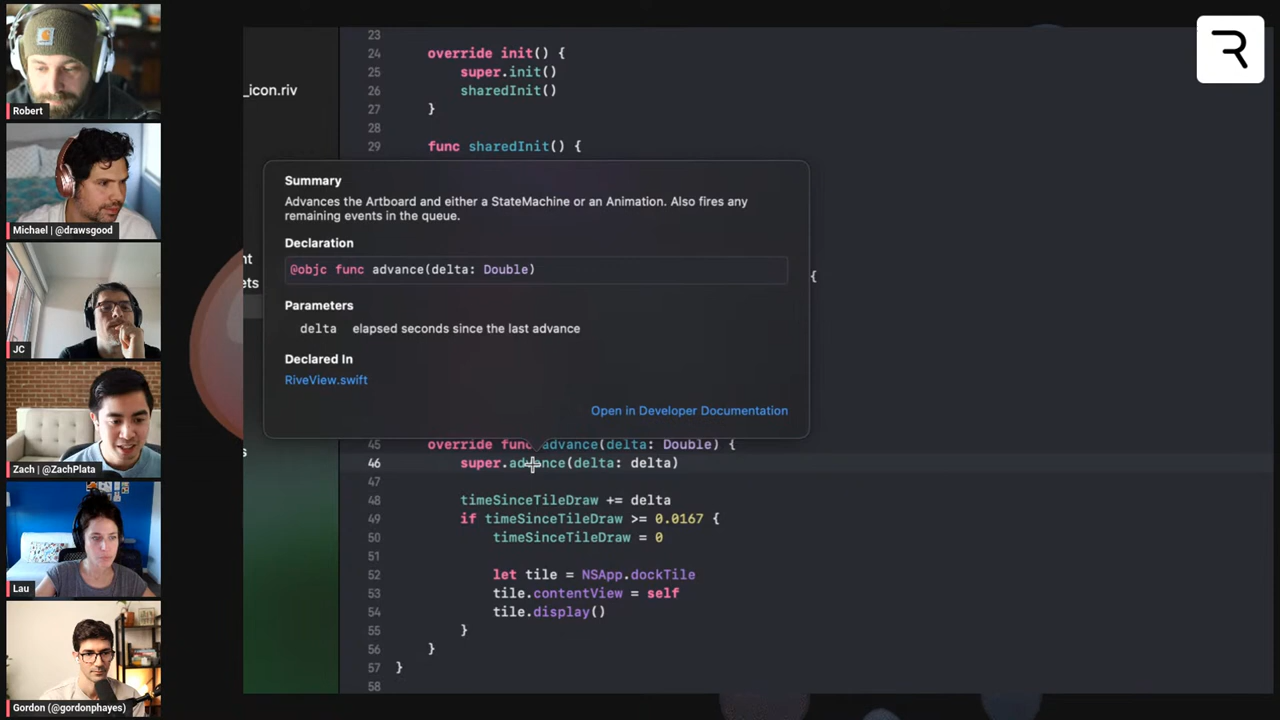 Robert
Michael | @drawsgood
JC
Zach | @ZachPlata
Lau
Gordon (@gordonphayes)
_icon.riv
nt
ets
s
R
23
24 override init() {
25 super.init()
26 sharedInit()
27 }
28
29 func sharedInit() {
Summary
Advances the Artboard and either a StateMachine or an Animation. Also fires any
remaining events in the queue.
Declaration
@objc func advance(delta: Double)
{
Parameters
delta elapsed seconds since the last advance
Declared In
RiveView.swift
Open in Developer Documentation
45 override func advance(delta: Double) {
46 super.advance(delta: delta)
47
48 timeSinceTileDraw += delta
49 if timeSinceTileDraw >= 0.0167 {
50 timeSinceTileDraw = 0
51
52 let tile = NSApp.dockTile
53 tile.contentView = self
54 tile.display()
55 }
56 }
57 }
58